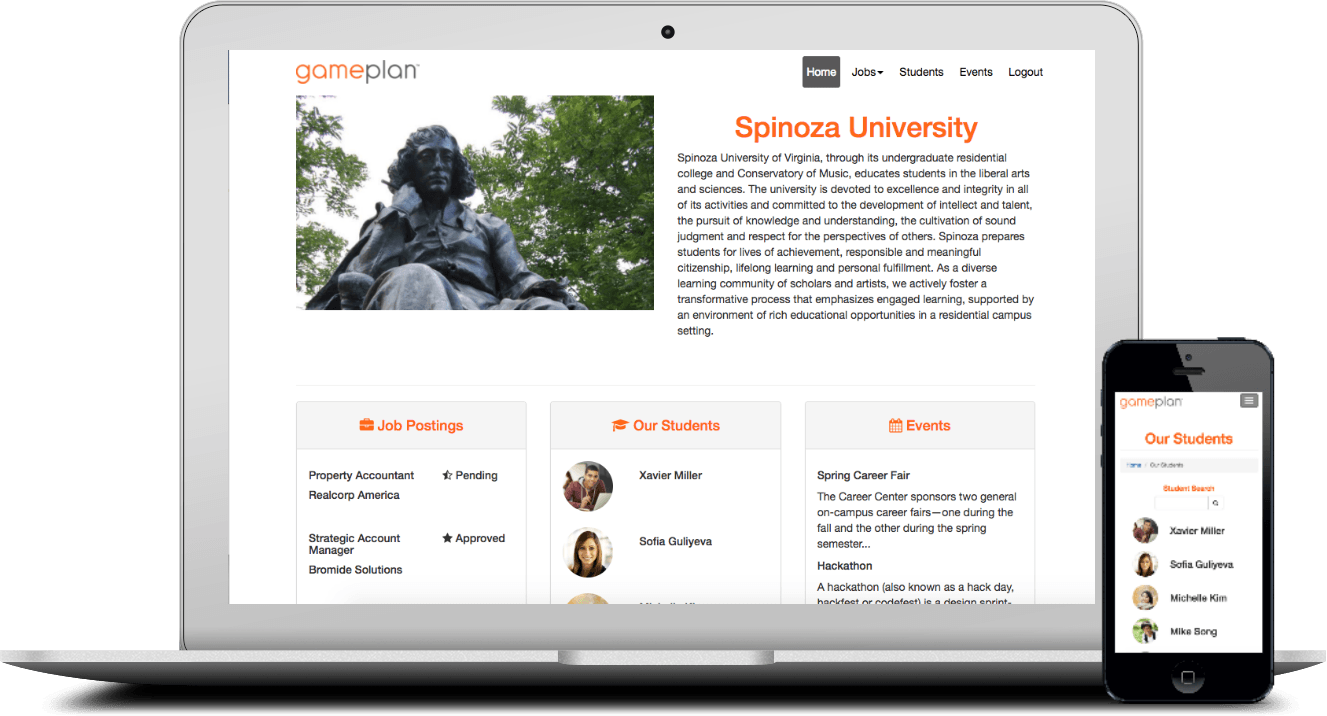 gameplan
Home Jobs Students Events Logout
Spinoza University
Spinoza University of Virginia, through its undergraduate residential
college and Conservatory of Music, educates students in the liberal arts
and sciences. The university is devoted to excellence and integrity in all
of its activities and committed to the development of intellect and talent,
the pursuit of knowledge and understanding, the cultivation of sound
judgment and respect for the perspectives of others. Spinoza prepares
students for lives of achievement, responsible and meaningful
citizenship, lifelong learning and personal fulfillment. As a diverse
learning community of scholars and artists, we actively foster a
transformative process that emphasizes engaged learning, supported by
an environment of rich educational opportunities in a residential campus
setting.
Job Postings
Property Accountant Pending
Realcorp America
Strategic Account
Manager
Approved
Bromide Solutions
Our Students
Xavier Miller
Sofia Guliyeva
Events
Spring Career Fair
The Career Center sponsors two general
on-campus career fairs—one during the
fall and the other during the spring
semester...
Hackathon
A hackathon (also known as a hack day,
hackfest or codefest) is a design sprint-
gameplan
Our Students
Home / Our Students
Student Search
Xavier Miller
Sofia Guliyeva
Michelle Kim
Mike Song